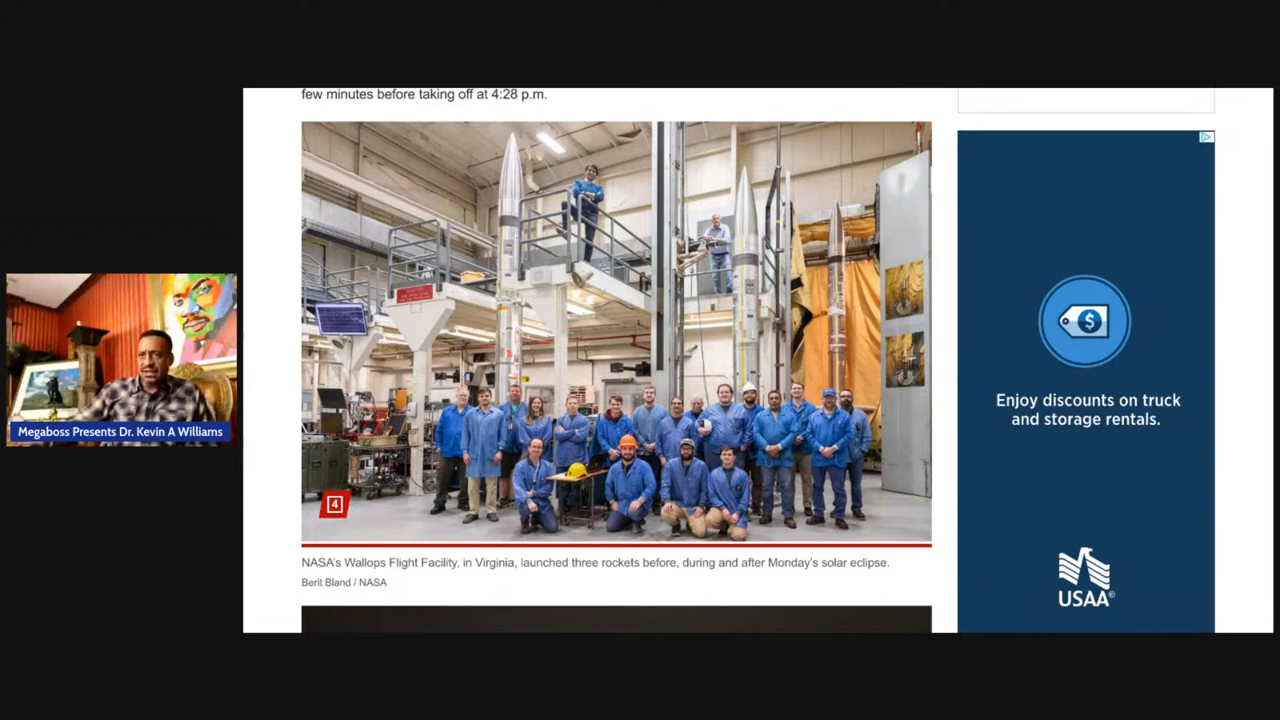 few minutes before taking off at 4:28 p.m.
Megaboss Presents Dr. Kevin A Williams
4
NASA's Wallops Flight Facility, in Virginia, launched three rockets before, during and after Monday's solar eclipse.
Berit Bland / NASA
$
Enjoy discounts on truck
and storage rentals.
USAA®